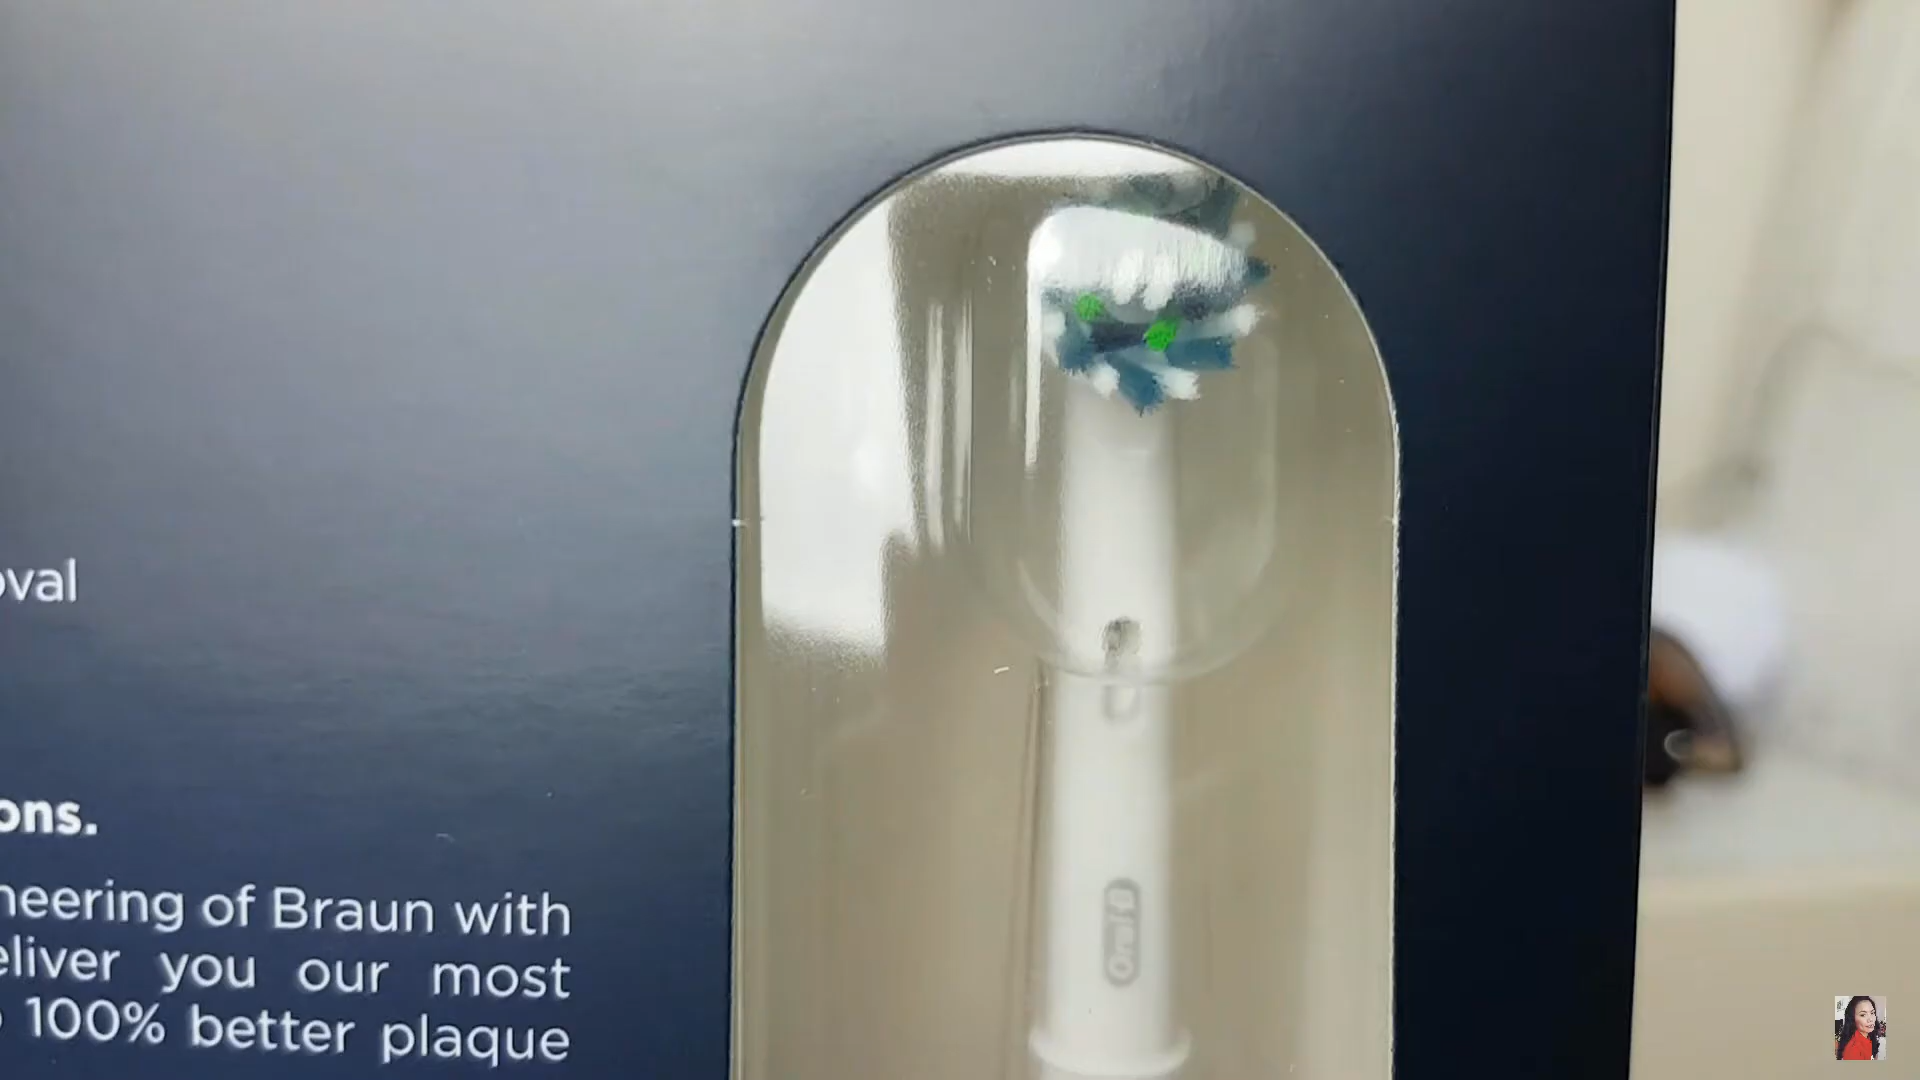 oval
ons.
neering of Braun with
eliver you our most
100% better plaque
Oral B